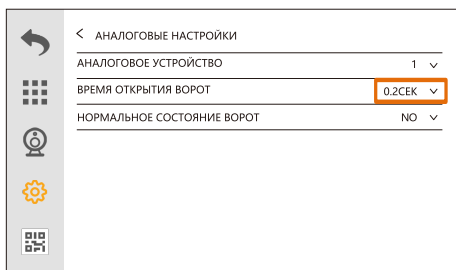 < АНАЛОГОВЫЕ НАСТРОЙКИ
АНАЛОГОВОЕ УСТРОЙСТВО 1
ВРЕМЯ ОТКРЫТИЯ ВОРОТ 0.2СЕК
НОРМАЛЬНОЕ СОСТОЯНИЕ ВОРОТ NO